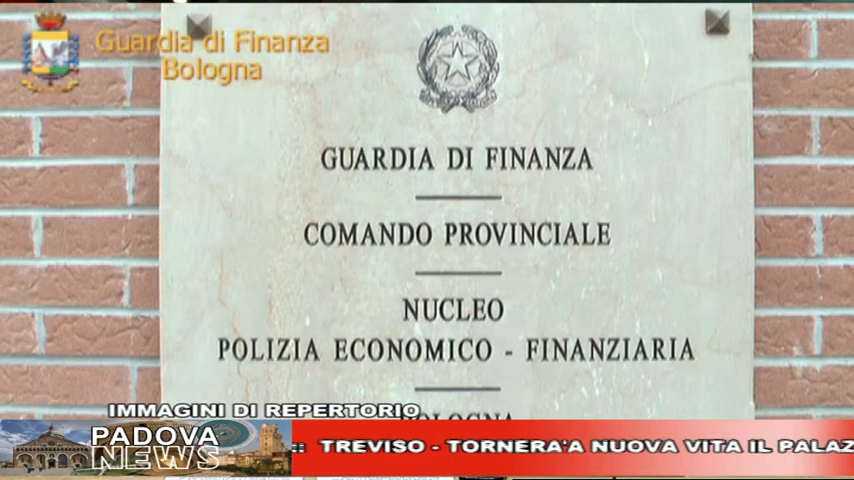 Guardia di Finanza
Bologna
GUARDIA DI FINANZA
COMANDO PROVINCIALE
NUCLEO
POLIZIA ECONOMICO - FINANZIARIA
BOLOGNA
IMMAGINI DI REPERTORIO
PADOVA
NEWS
TREVISO - TORNERA'A NUOVA VITA IL PALAZ